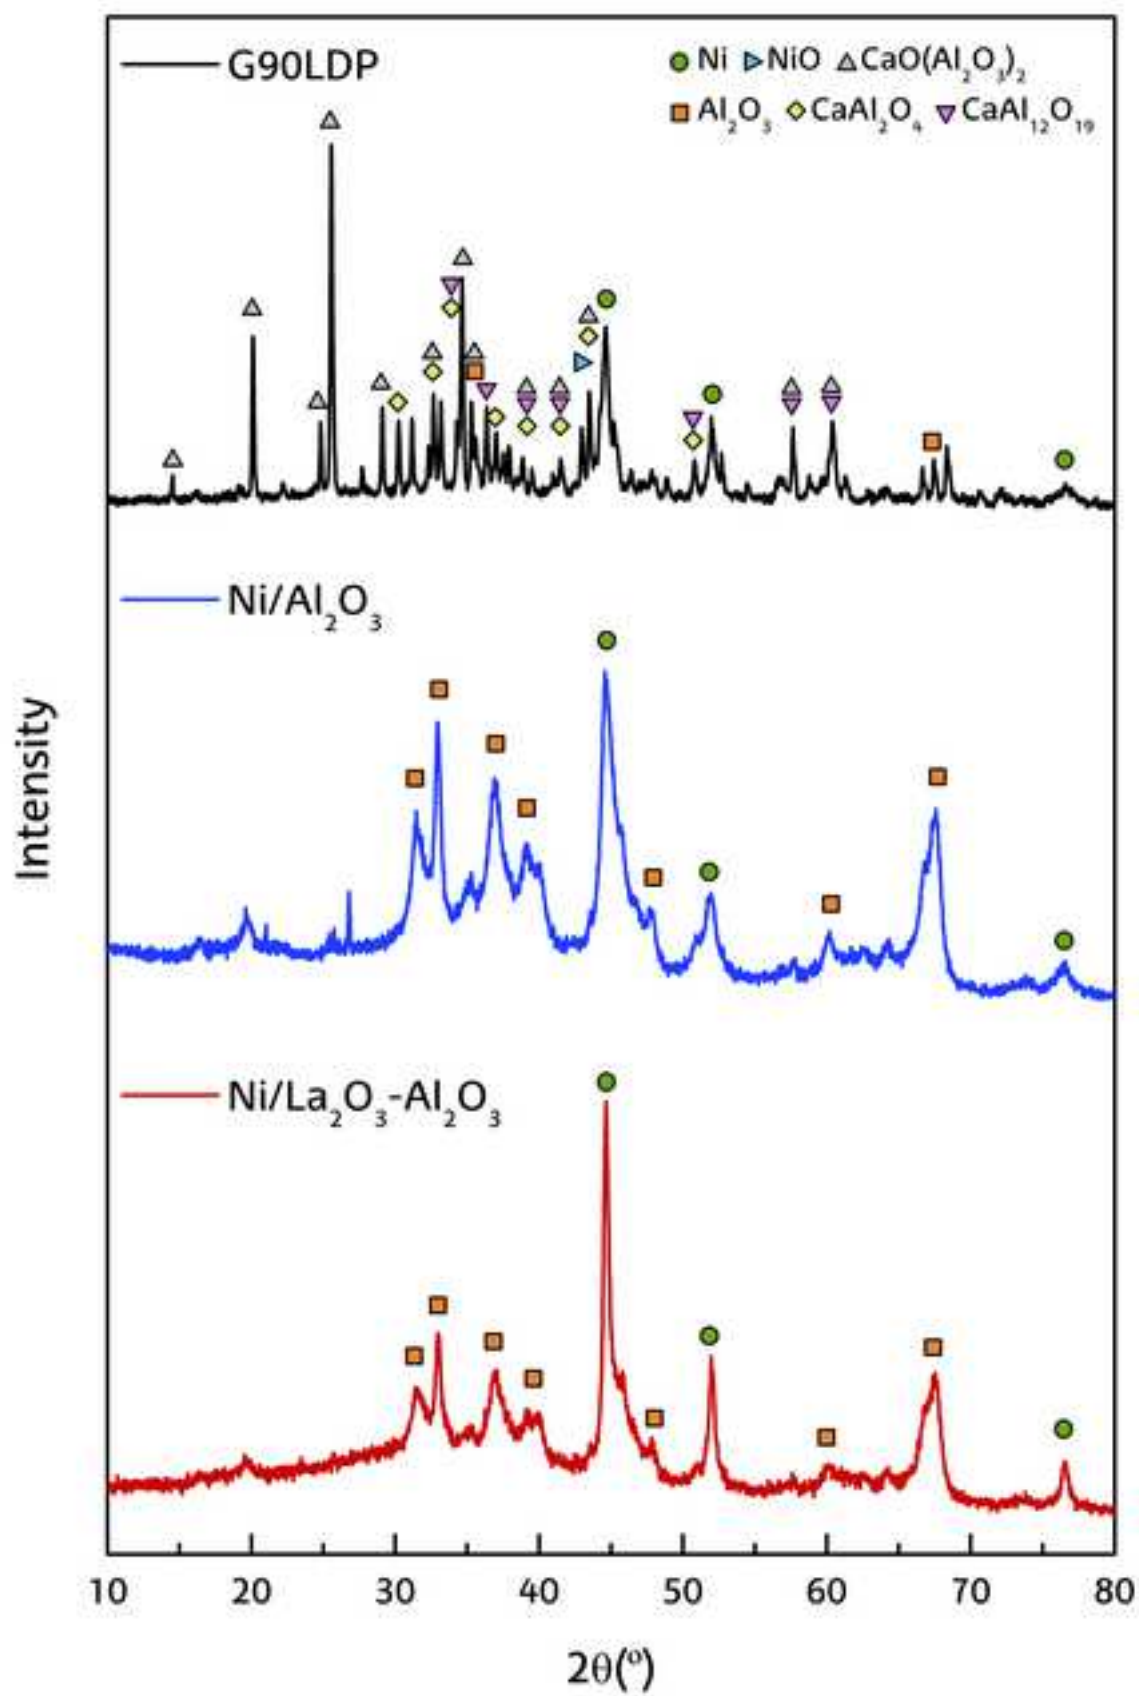 G90LDP
Ni NiO CaO(Al₂O₃)₂
Al₂O₃ CaAl₂O₄ CaAl₁₂O₁₉
Ni/Al₂O₃
Intensity
Ni/La₂O₃-Al₂O₃
10 20 30 40 50 60 70 80
2θ(º)